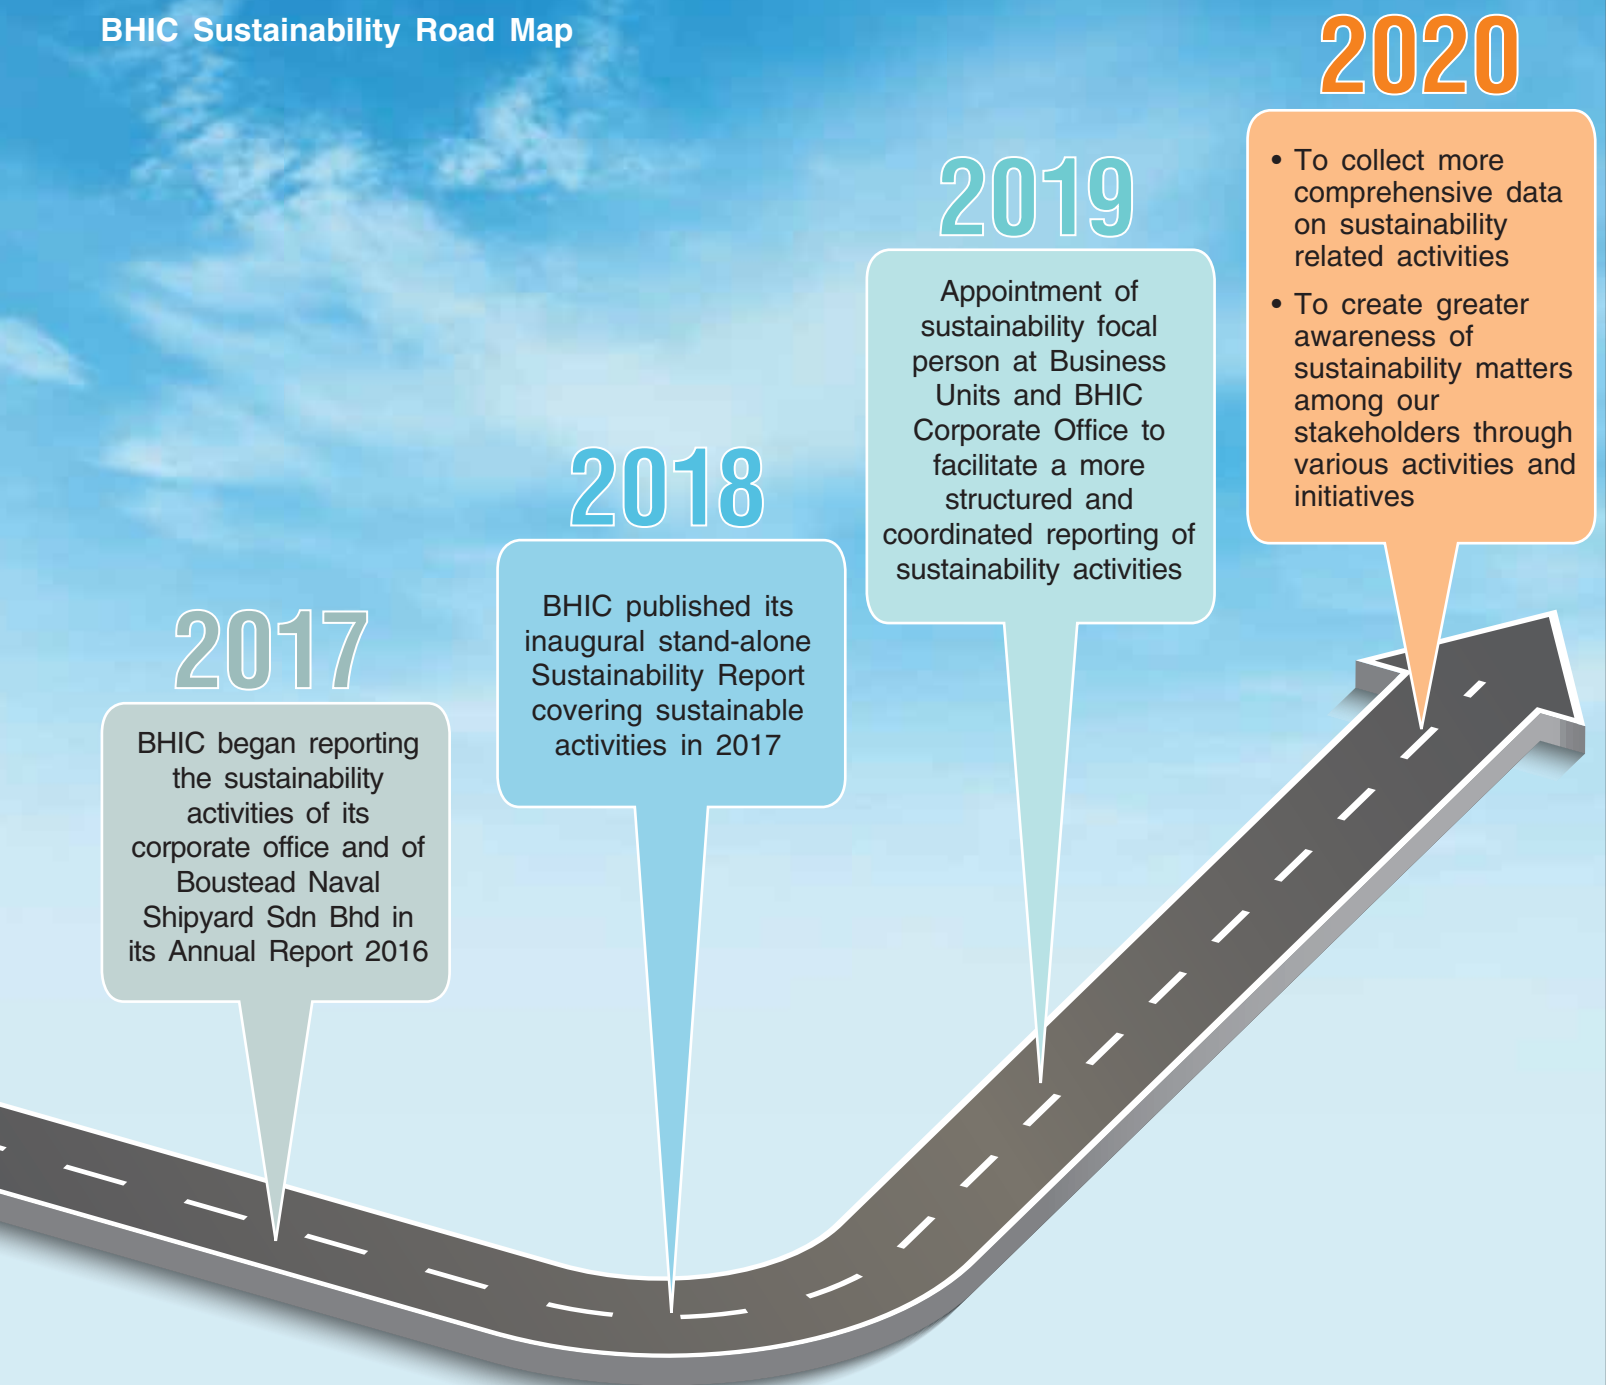 BHIC Sustainability Road Map
2017
BHIC began reporting
the sustainability
activities of its
corporate office and of
Boustead Naval
Shipyard Sdn Bhd in
its Annual Report 2016
2018
BHIC published its
inaugural stand-alone
Sustainability Report
covering sustainable
activities in 2017
2019
Appointment of
sustainability focal
person at Business
Units and BHIC
Corporate Office to
facilitate a more
structured and
coordinated reporting of
sustainability activities
2020
• To collect more
comprehensive data
on sustainability
related activities
• To create greater
awareness of
sustainability matters
among our
stakeholders through
various activities and
initiatives